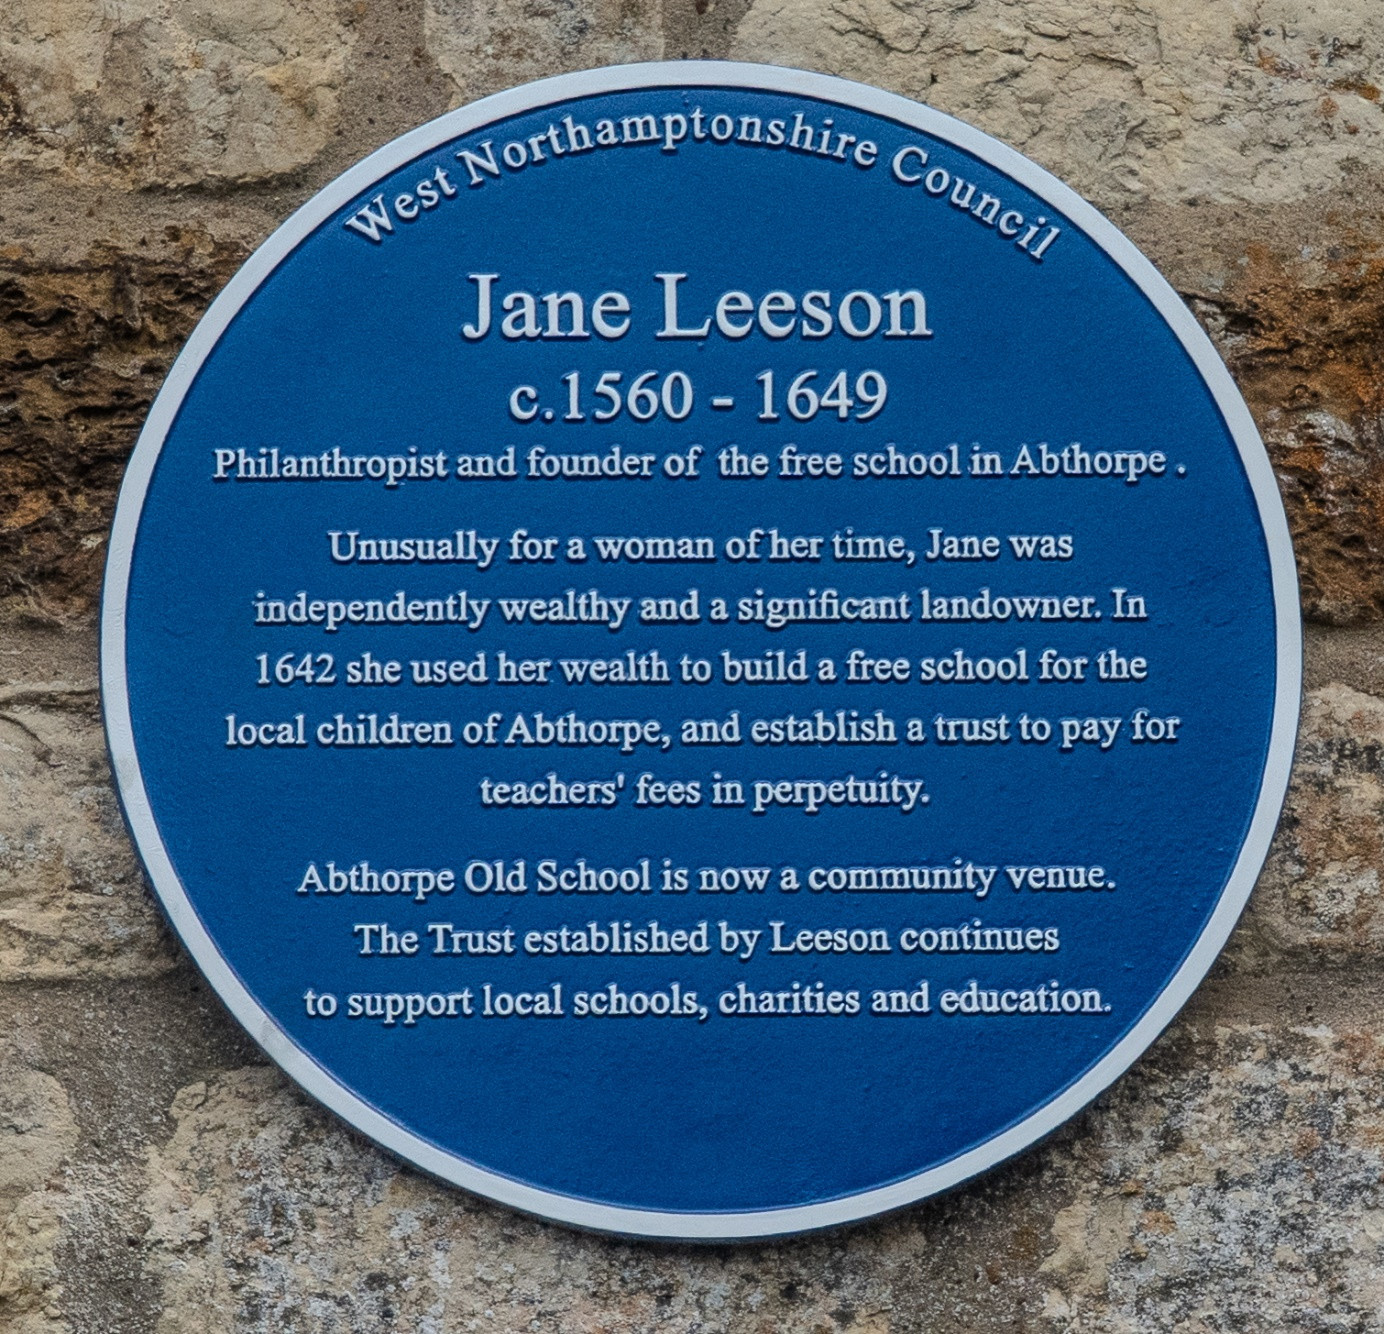 West Northamptonshire Council
Jane Leeson
c.1560 - 1649
Philanthropist and founder of the free school in Abthorpe .
Unusually for a woman of her time, Jane was
independently wealthy and a significant landowner. In
1642 she used her wealth to build a free school for the
local children of Abthorpe, and establish a trust to pay for
teachers' fees in perpetuity.
Abthorpe Old School is now a community venue.
The Trust established by Leeson continues
to support local schools, charities and education.